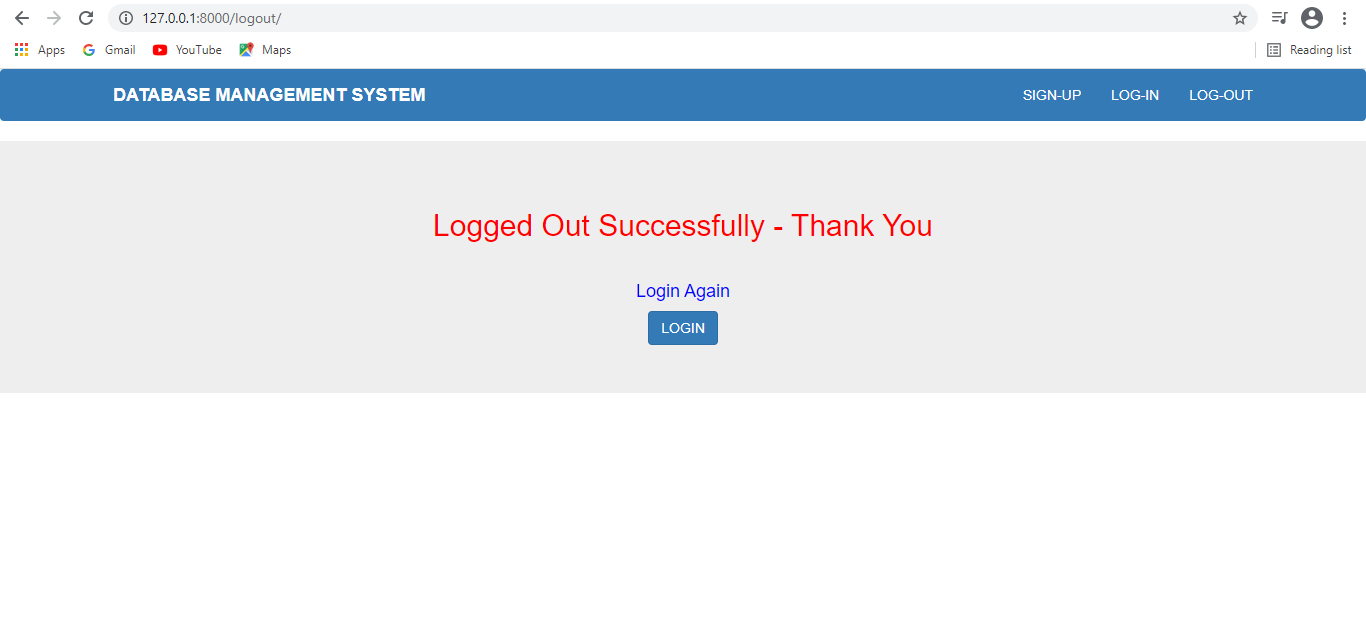 127.0.0.1:8000/logout/
Apps Gmail YouTube Maps Reading list
DATABASE MANAGEMENT SYSTEM SIGN-UP LOG-IN LOG-OUT
Logged Out Successfully - Thank You
Login Again
LOGIN